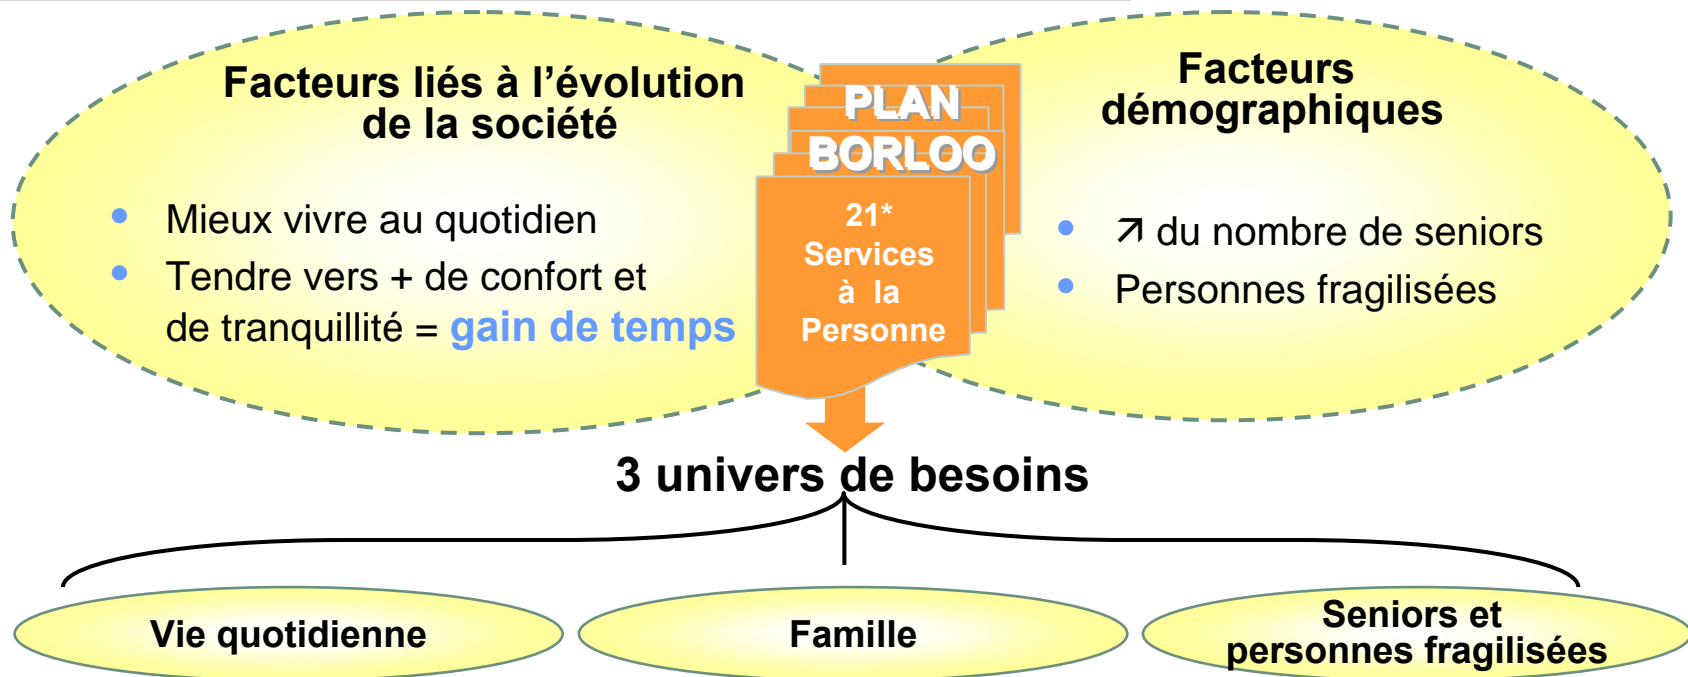 Facteurs liés à l’évolution
de la société
• Mieux vivre au quotidien
• Tendre vers + de confort et
de tranquillité = gain de temps
PLAN
BORLOO
21*
Services
à la
Personne
Facteurs
démographiques
• ↗ du nombre de seniors
• Personnes fragilisées
3 univers de besoins
Vie quotidienne
Famille
Seniors et
personnes fragilisées